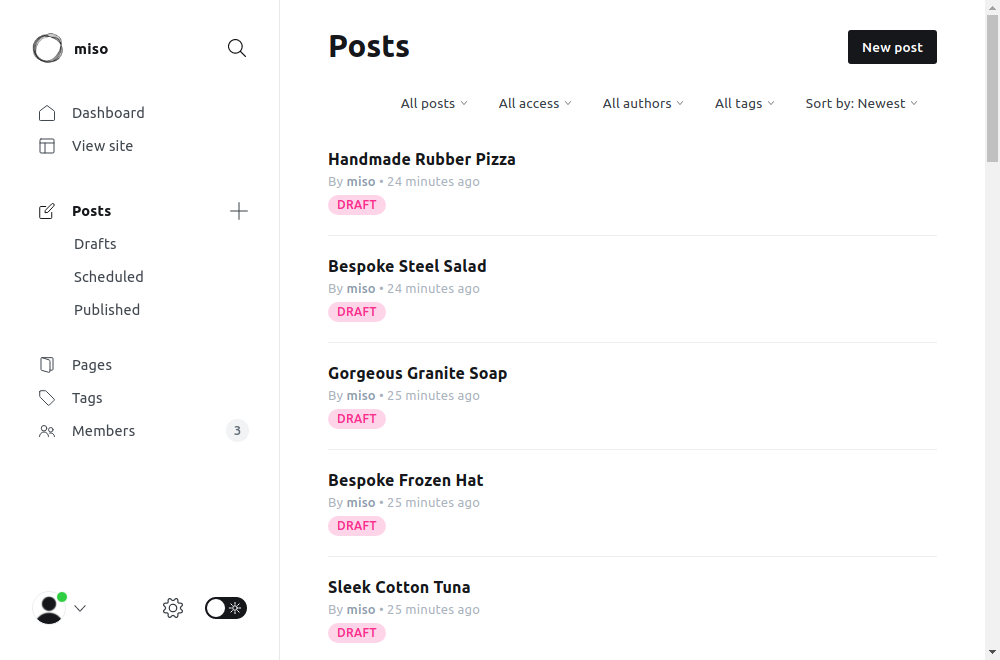 miso
Dashboard
View site
Posts
Drafts
Scheduled
Published
Pages
Tags
Members 3
Posts
New post
All posts All access All authors All tags Sort by: Newest
Handmade Rubber Pizza
By miso • 24 minutes ago
DRAFT
Bespoke Steel Salad
By miso • 24 minutes ago
DRAFT
Gorgeous Granite Soap
By miso • 25 minutes ago
DRAFT
Bespoke Frozen Hat
By miso • 25 minutes ago
DRAFT
Sleek Cotton Tuna
By miso • 25 minutes ago
DRAFT